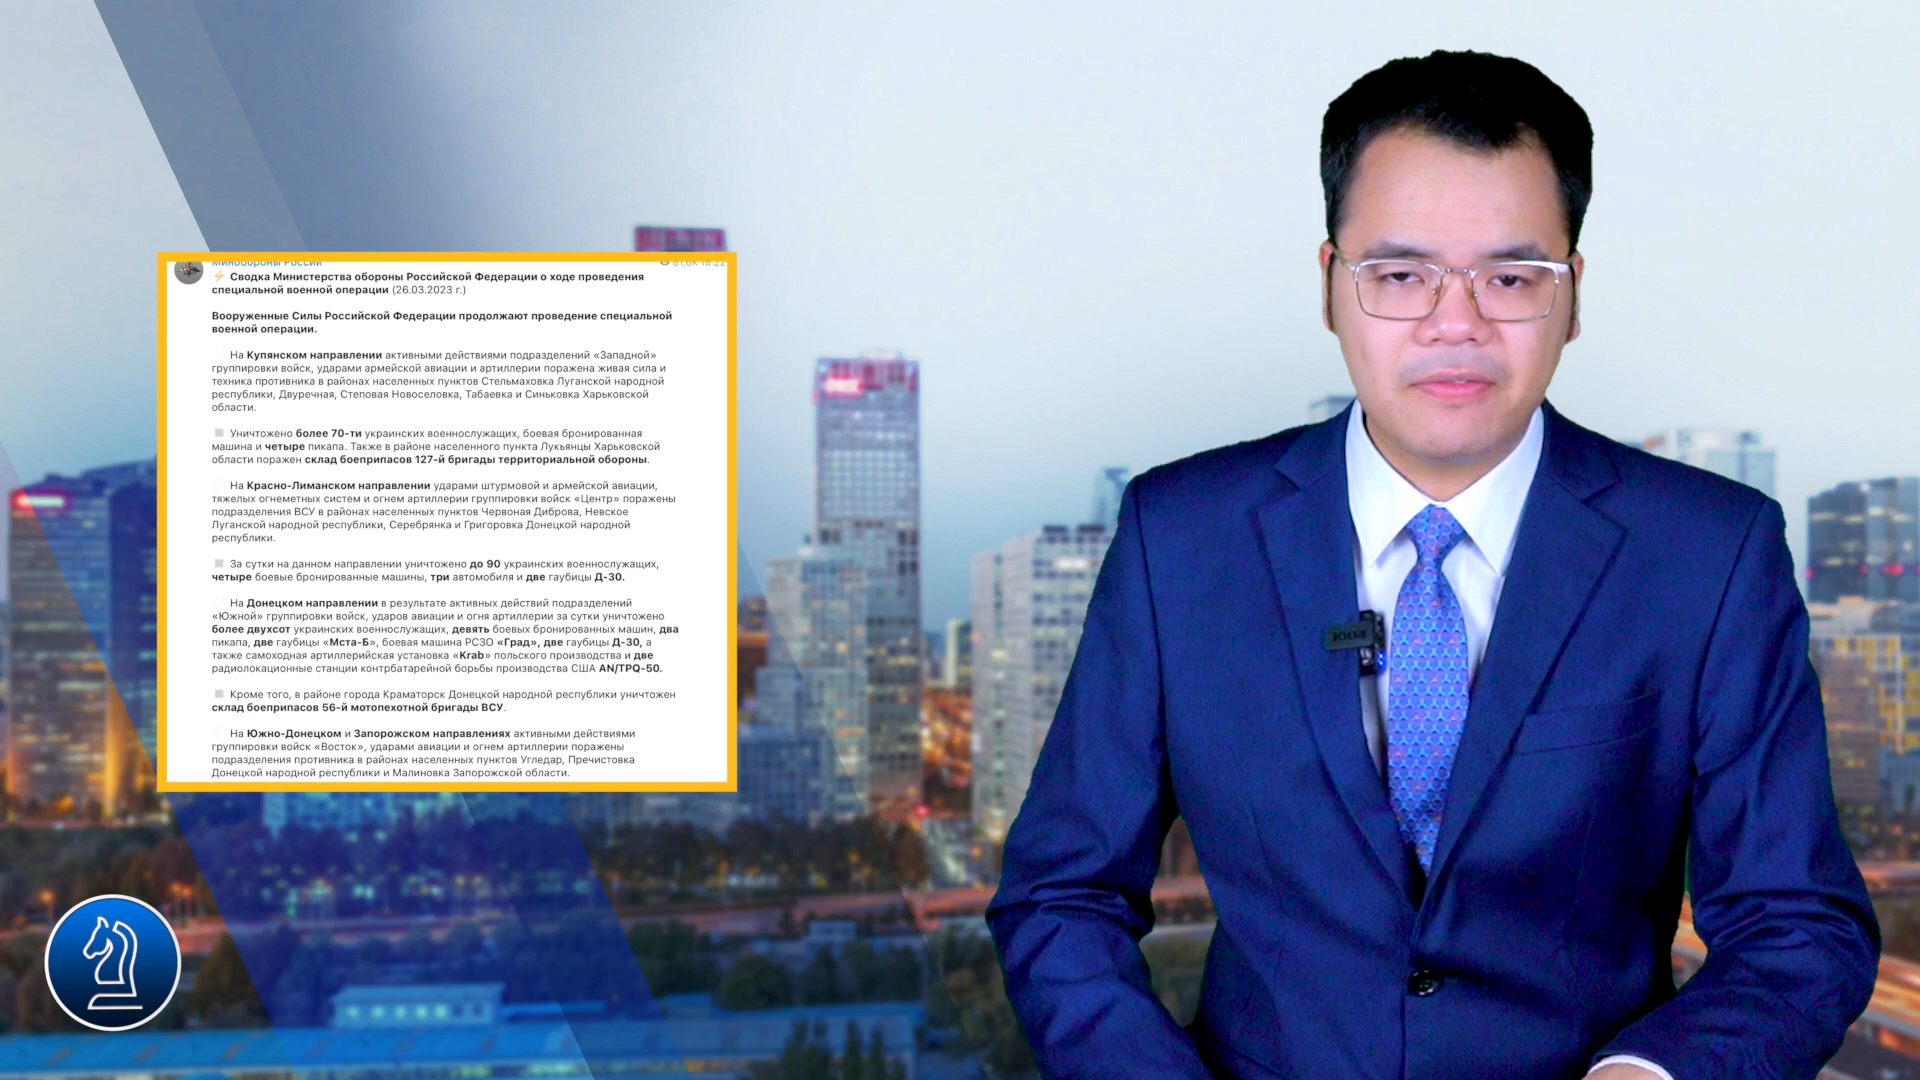 Минобороны России
81,6K 18:22
⚡ Сводка Министерства обороны Российской Федерации о ходе проведения
специальной военной операции (26.03.2023 г.)
Вооруженные Силы Российской Федерации продолжают проведение специальной
военной операции.
На Купянском направлении активными действиями подразделений «Западной»
группировки войск, ударами армейской авиации и артиллерии поражена живая сила и
техника противника в районах населенных пунктов Стельмаховка Луганской народной
республики, Двуречная, Степовая Новоселовка, Табаевка и Синьковка Харьковской
области.
Уничтожено более 70-ти украинских военнослужащих, боевая бронированная
машина и четыре пикапа. Также в районе населенного пункта Лукьянцы Харьковской
области поражен склад боеприпасов 127-й бригады территориальной обороны.
На Красно-Лиманском направлении ударами штурмовой и армейской авиации,
тяжелых огнеметных систем и огнем артиллерии группировки войск «Центр» поражены
подразделения ВСУ в районах населенных пунктов Червоная Диброва, Невское
Луганской народной республики, Серебрянка и Григоровка Донецкой народной
республики.
За сутки на данном направлении уничтожено до 90 украинских военнослужащих,
четыре боевые бронированные машины, три автомобиля и две гаубицы Д-30.
На Донецком направлении в результате активных действий подразделений
«Южной» группировки войск, ударов авиации и огня артиллерии за сутки уничтожено
более двухсот украинских военнослужащих, девять боевых бронированных машин, два
пикапа, две гаубицы «Мста-Б», боевая машина РСЗО «Град», две гаубицы Д-30, а
также самоходная артиллерийская установка «Krab» польского производства и две
радиолокационные станции контрбатарейной борьбы производства США AN/TPQ-50.
Кроме того, в районе города Краматорск Донецкой народной республики уничтожен
склад боеприпасов 56-й мотопехотной бригады ВСУ.
На Южно-Донецком и Запорожском направлениях активными действиями
группировки войск «Восток», ударами авиации и огнем артиллерии поражены
подразделения противника в районах населенных пунктов Угледар, Пречистовка
Донецкой народной республики и Малиновка Запорожской области.
RODE